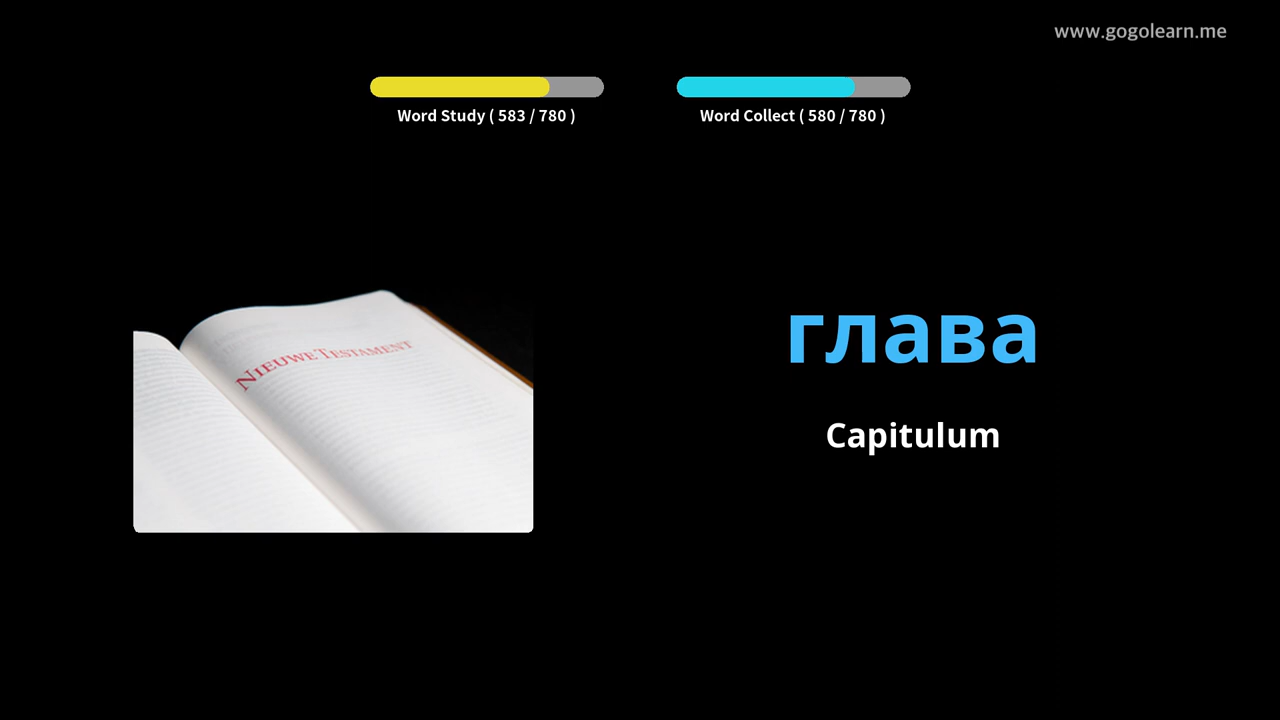 www.gogolearn.me
Word Study ( 583 / 780 )
Word Collect ( 580 / 780 )
NIEUWE TESTAMENT
глава
Capitulum